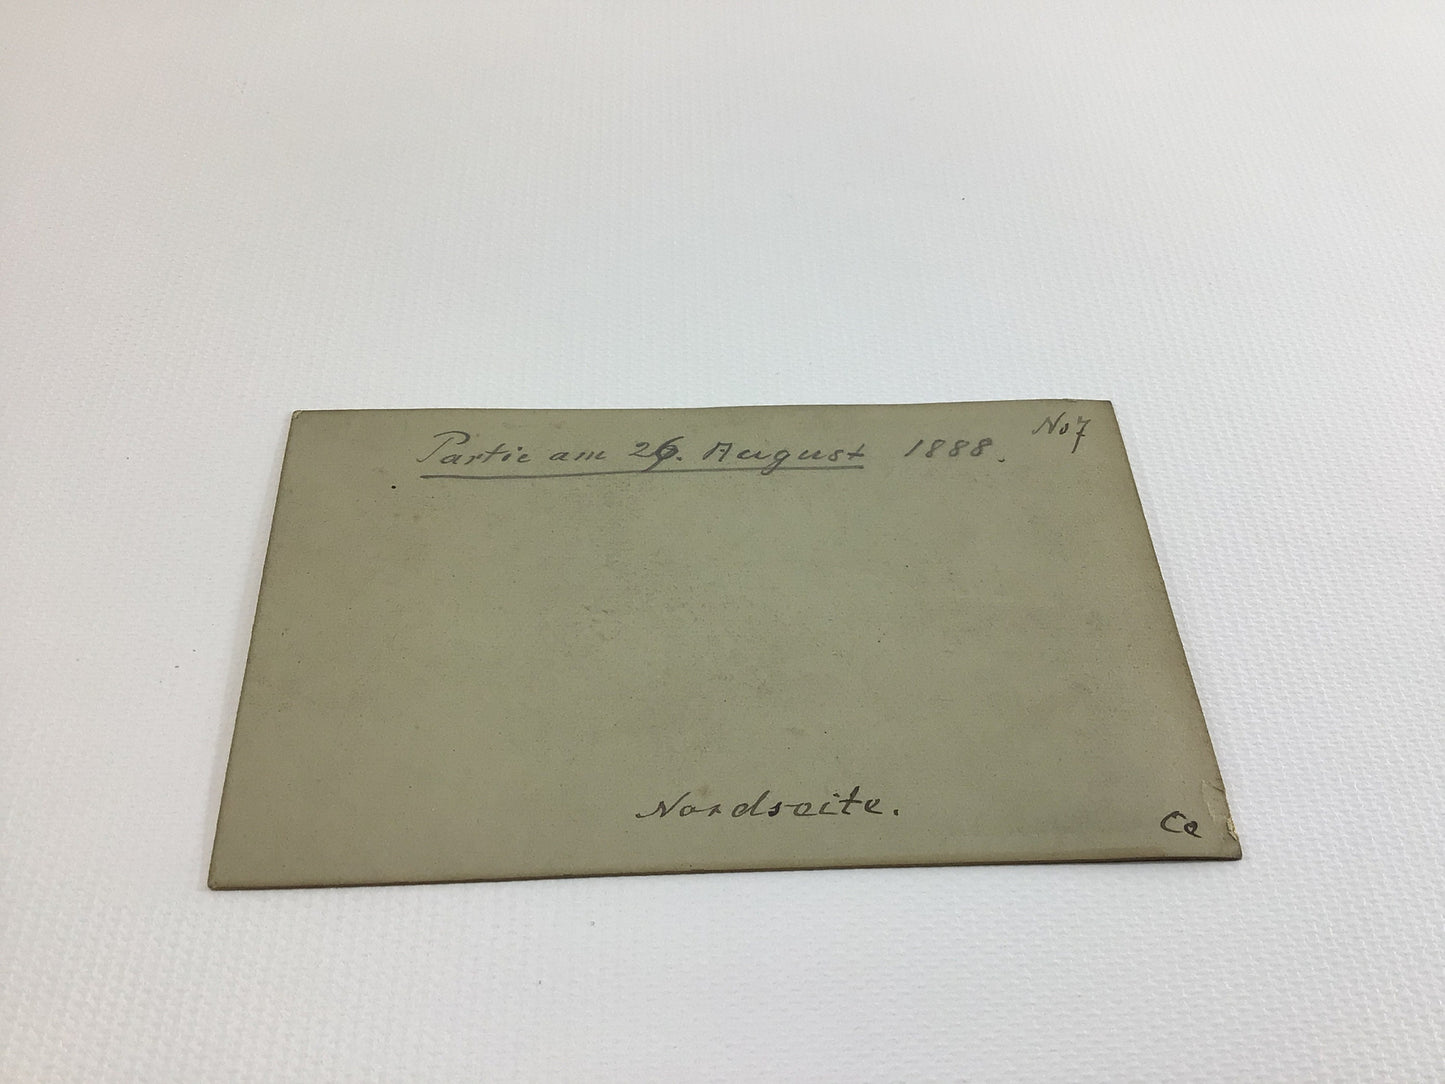 No 7
Partie am 26. August 1888.
Nordseite.
Ce